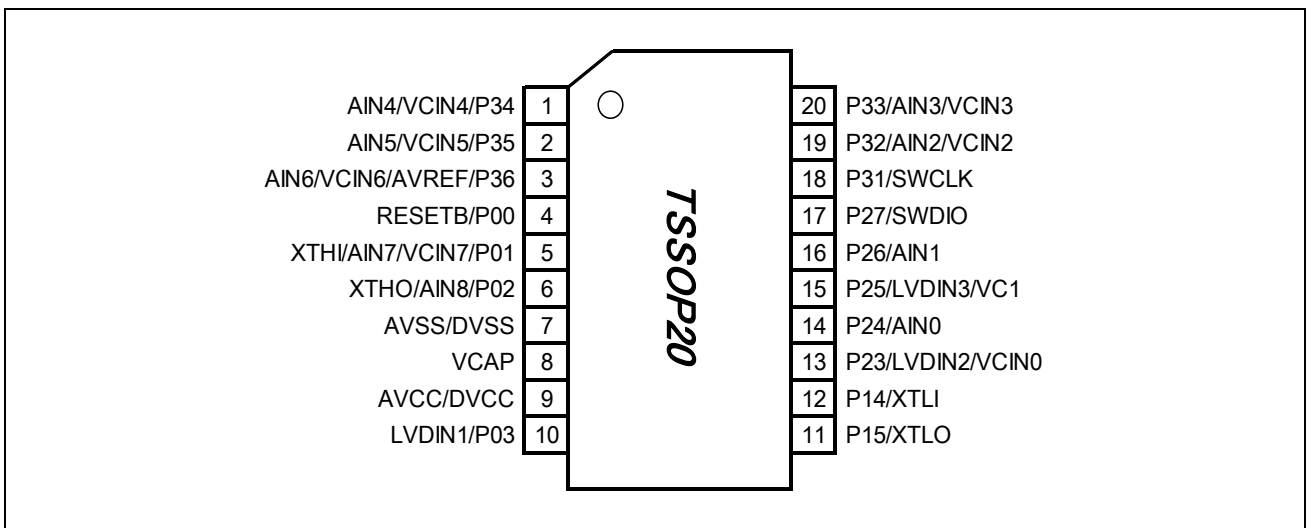 AIN4/VCIN4/P34 1 20 P33/AIN3/VCIN3
AIN5/VCIN5/P35 2 19 P32/AIN2/VCIN2
AIN6/VCIN6/AVREF/P36 3 18 P31/SWCLK
RESETB/P00 4 17 P27/SWDIO
XTHI/AIN7/VCIN7/P01 5 16 P26/AIN1
XTHO/AIN8/P02 6 15 P25/LVDIN3/VC1
AVSS/DVSS 7 14 P24/AIN0
VCAP 8 13 P23/LVDIN2/VCIN0
AVCC/DVCC 9 12 P14/XTLI
LVDIN1/P03 10 11 P15/XTLO
TSSOP20